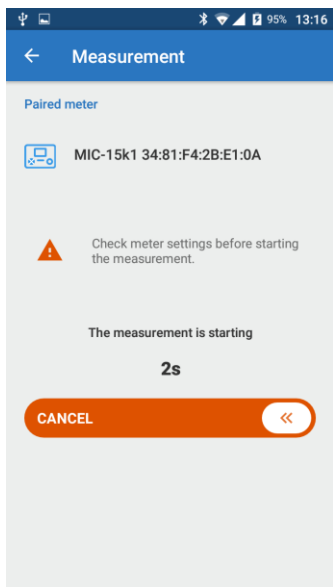 95% 13:16
Measurement
Paired meter
MIC-15k1 34:81:F4:2B:E1:0A
Check meter settings before starting
the measurement.
The measurement is starting
2s
CANCEL